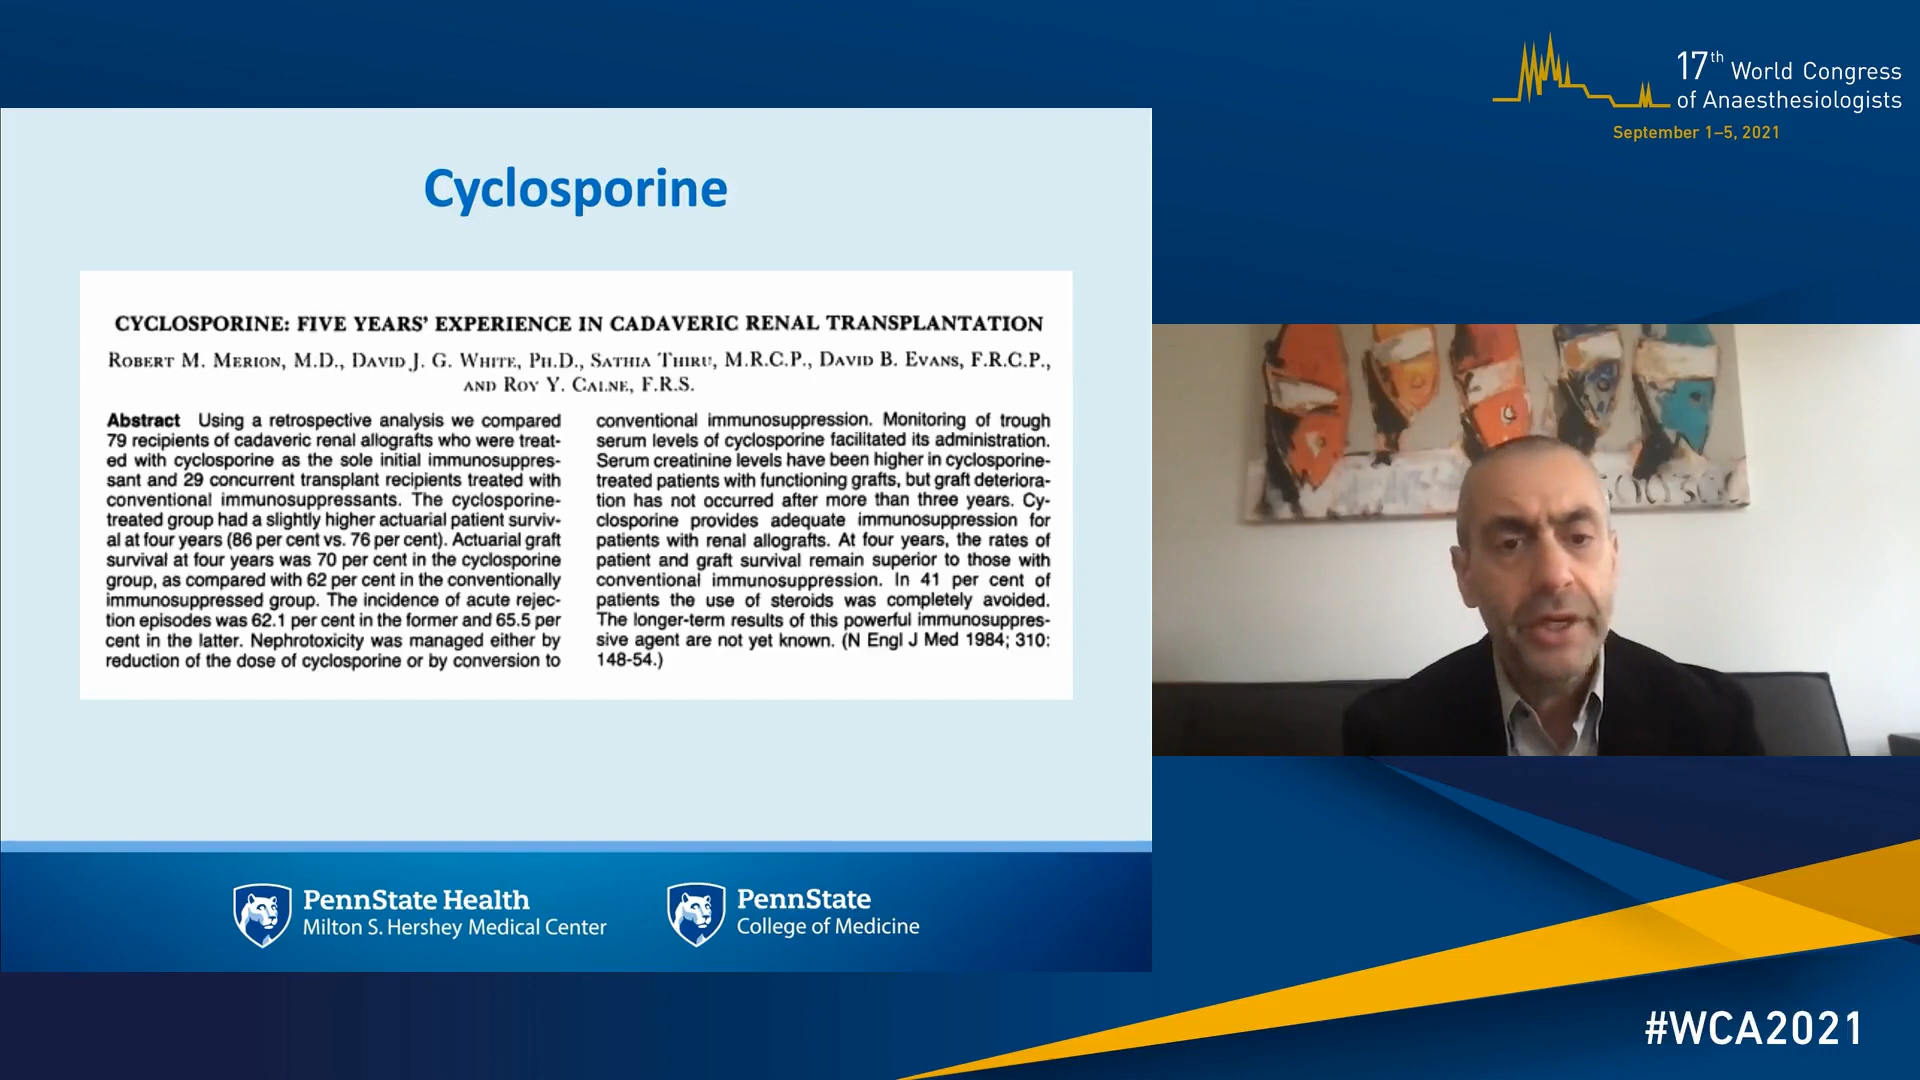 17th World Congress
of Anaesthesiologists
September 1–5, 2021
Cyclosporine
CYCLOSPORINE: FIVE YEARS' EXPERIENCE IN CADAVERIC RENAL TRANSPLANTATION
ROBERT M. MERION, M.D., DAVID J. G. WHITE, PH.D., SATHIA THIRU, M.R.C.P., DAVID B. EVANS, F.R.C.P.,
AND ROY Y. CALNE, F.R.S.
Abstract Using a retrospective analysis we compared
79 recipients of cadaveric renal allografts who were treat-
ed with cyclosporine as the sole initial immunosuppres-
sant and 29 concurrent transplant recipients treated with
conventional immunosuppressants. The cyclosporine-
treated group had a slightly higher actuarial patient surviv-
al at four years (86 per cent vs. 76 per cent). Actuarial graft
survival at four years was 70 per cent in the cyclosporine
group, as compared with 62 per cent in the conventionally
immunosuppressed group. The incidence of acute rejec-
tion episodes was 62.1 per cent in the former and 65.5 per
cent in the latter. Nephrotoxicity was managed either by
reduction of the dose of cyclosporine or by conversion to
conventional immunosuppression. Monitoring of trough
serum levels of cyclosporine facilitated its administration.
Serum creatinine levels have been higher in cyclosporine-
treated patients with functioning grafts, but graft deteriora-
tion has not occurred after more than three years. Cy-
closporine provides adequate immunosuppression for
patients with renal allografts. At four years, the rates of
patient and graft survival remain superior to those with
conventional immunosuppression. In 41 per cent of
patients the use of steroids was completely avoided.
The longer-term results of this powerful immunosuppres-
sive agent are not yet known. (N Engl J Med 1984; 310:
148-54.)
PennState Health
Milton S. Hershey Medical Center
PennState
College of Medicine
#WCA2021